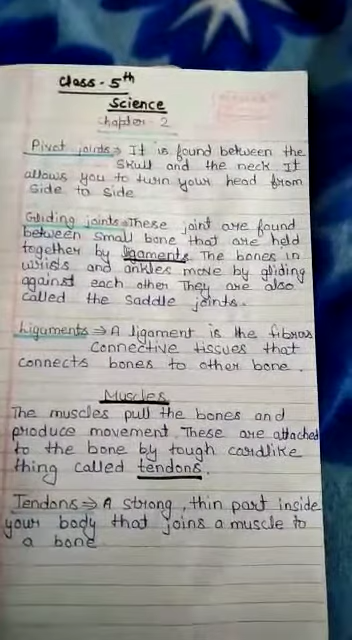 Class - 5th
Science
Chapter - 2
Pivot joints ⇒ It is found between the
skull and the neck It
allows you to turn your head from
side to side
Gliding joints ⇒ These joint are found
between small bone that are held
together by ligaments The bones in
wrists and ankles move by gliding
against each other They are also
called the saddle joints.
Ligaments ⇒ A ligament is the fibros
connective tissues that
connects bones to other bone.
Muscles
The muscles pull the bones and
produce movement. These are attached
to the bone by tough cardlike
thing called tendons.
Tendons ⇒ A strong, thin part inside
your body that joins a muscle to
a bone